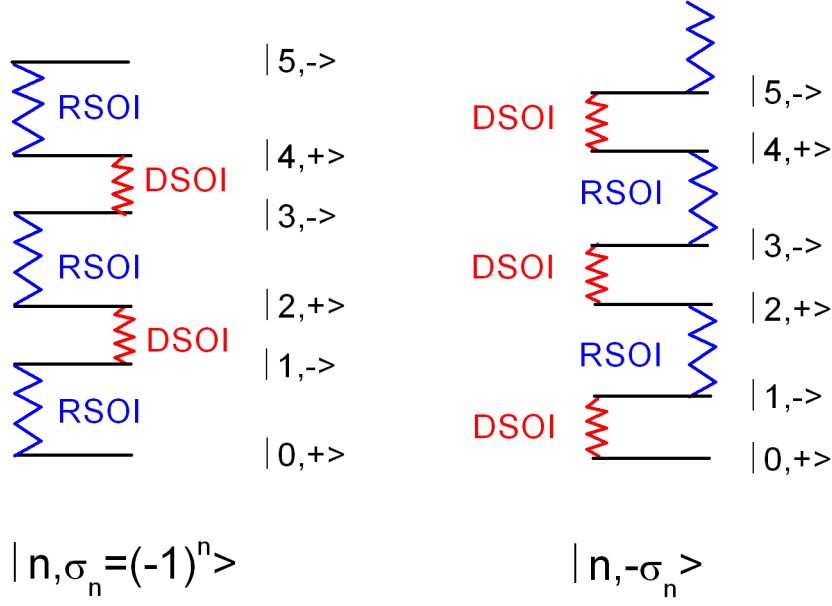 |5,->
RSOI
|4,+>
DSOI
|3,->
RSOI
|2,+>
DSOI
|1,->
RSOI
|0,+>
|n,σₙ=(-1)ⁿ>
|5,->
DSOI
|4,+>
RSOI
|3,->
DSOI
|2,+>
RSOI
|1,->
DSOI
|0,+>
|n,-σₙ>